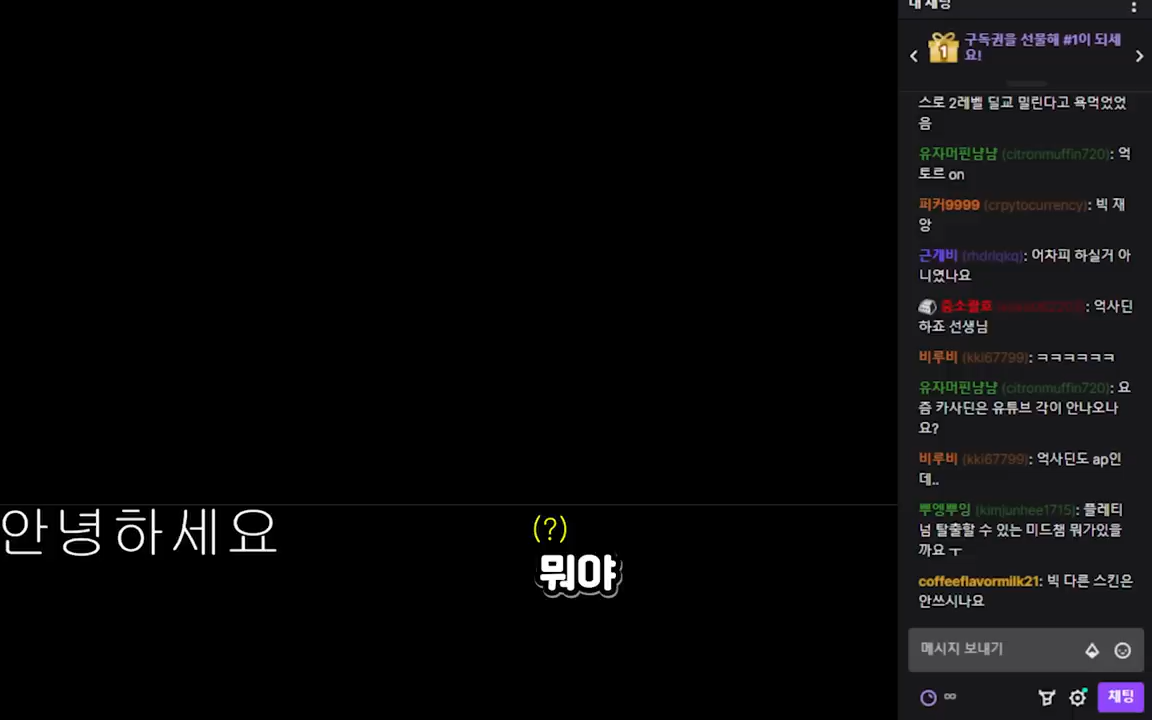 안녕하세요
(?)
뭐야
내 채팅
1
구독권을 선물해 #1이 되세
요!
스로 2레벨 딜교 밀린다고 욕먹었었
음
유자머핀냠냠 (citronmuffin720): 억
토르 on
퍼커9999 (crpytocurrency): 빅 재
앙
근개비 (rhdrlqkq): 어차피 하실거 아
니였나요
중소괄호 : 억사딘
하죠 선생님
비루비 (kki67799): ㅋㅋㅋㅋㅋㅋ
유자머핀냠냠 (citronmuffin720): 요
즘 카사딘은 유튜브 각이 안나오나
요?
비루비 (kki67799): 억사딘도 ap인
데..
뿌엥뿌잉 (kimjunhee1715): 플레티
넘 탈출할 수 있는 미드챔 뭐가있을
까요 ㅜ
coffeeflavormilk21: 빅 다른 스킨은
안쓰시나요
메시지 보내기
채팅